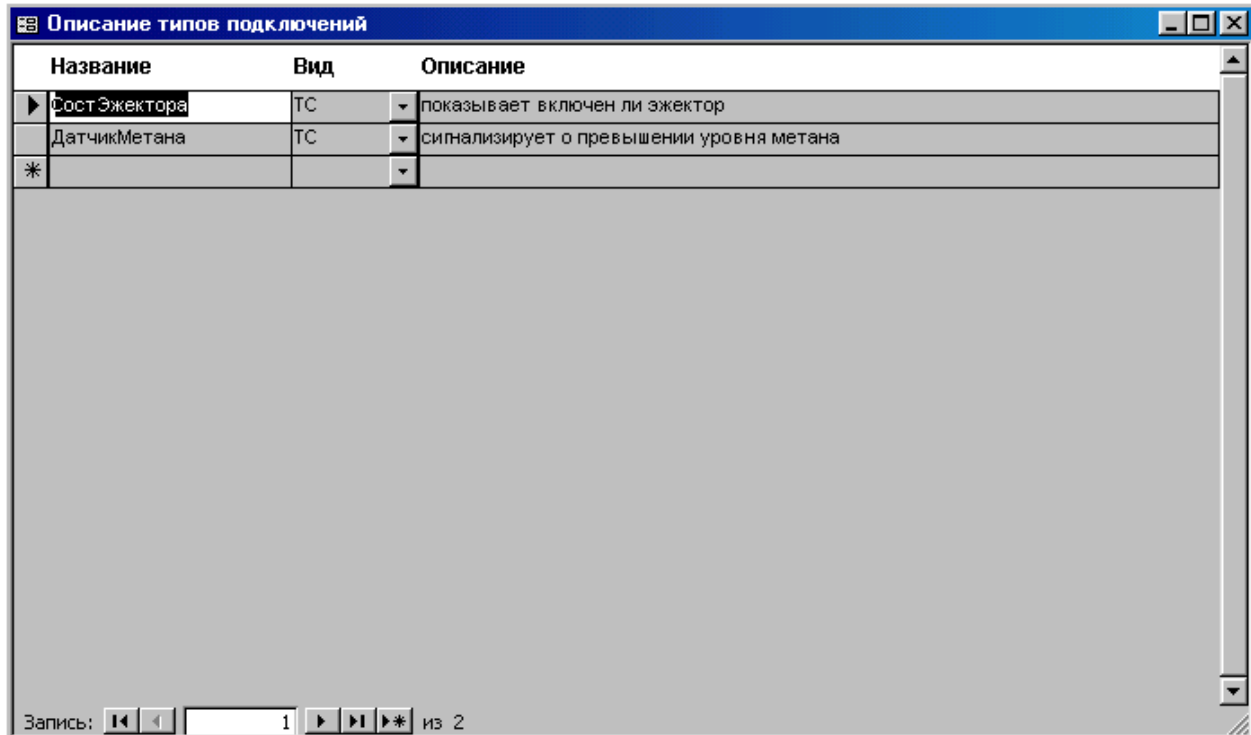 Описание типов подключений
Название Вид Описание
СостЭжектора ТС показывает включен ли эжектор
ДатчикМетана ТС сигнализирует о превышении уровня метана
Запись: 1 из 2